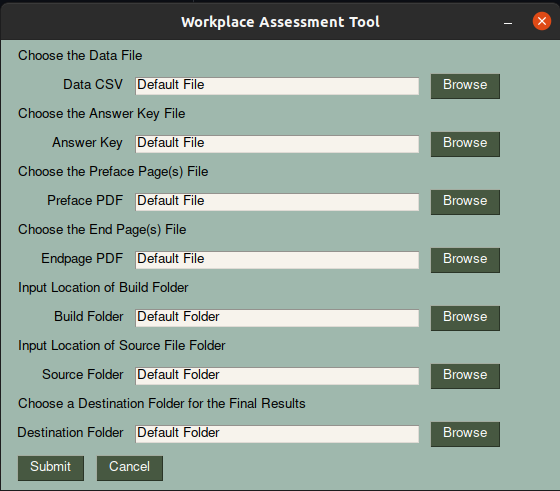 Workplace Assessment Tool
Choose the Data File
Data CSV Default File Browse
Choose the Answer Key File
Answer Key Default File Browse
Choose the Preface Page(s) File
Preface PDF Default File Browse
Choose the End Page(s) File
Endpage PDF Default File Browse
Input Location of Build Folder
Build Folder Default Folder Browse
Input Location of Source File Folder
Source Folder Default Folder Browse
Choose a Destination Folder for the Final Results
Destination Folder Default Folder Browse
Submit Cancel